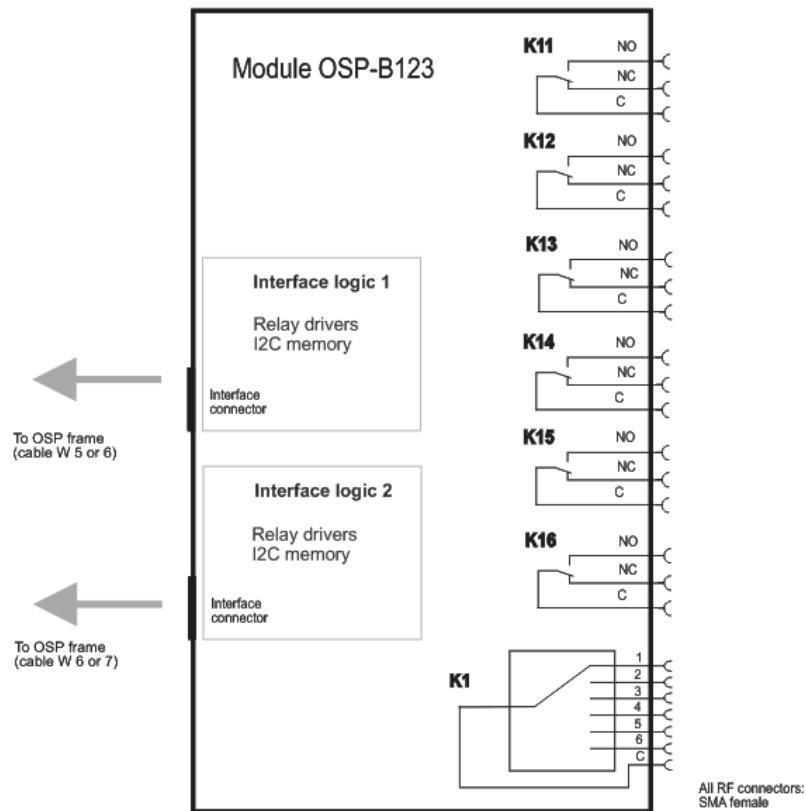 Module OSP-B123
K11
NO
NC
C
K12
NO
NC
C
K13
NO
NC
C
K14
NO
NC
C
K15
NO
NC
C
K16
NO
NC
C
K1
1
2
3
4
5
6
C
Interface logic 1
Relay drivers
I2C memory
Interface
connector
To OSP frame
(cable W 5 or 6)
Interface logic 2
Relay drivers
I2C memory
Interface
connector
To OSP frame
(cable W 6 or 7)
All RF connectors:
SMA female